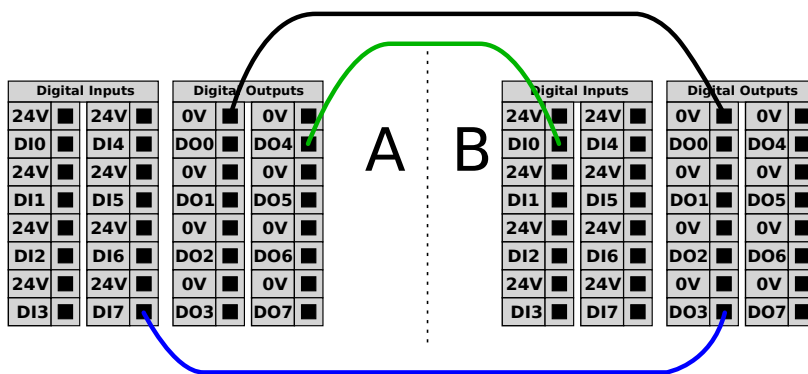 Digital Inputs Digital Outputs Digital Inputs Digital Outputs
24V 24V 0V 0V 24V 24V 0V 0V
DI0 DI4 DO0 DO4 A B DI0 DI4 DO0 DO4
24V 24V 0V 0V 24V 24V 0V 0V
DI1 DI5 DO1 DO5 DI1 DI5 DO1 DO5
24V 24V 0V 0V 24V 24V 0V 0V
DI2 DI6 DO2 DO6 DI2 DI6 DO2 DO6
24V 24V 0V 0V 24V 24V 0V 0V
DI3 DI7 DO3 DO7 DI3 DI7 DO3 DO7